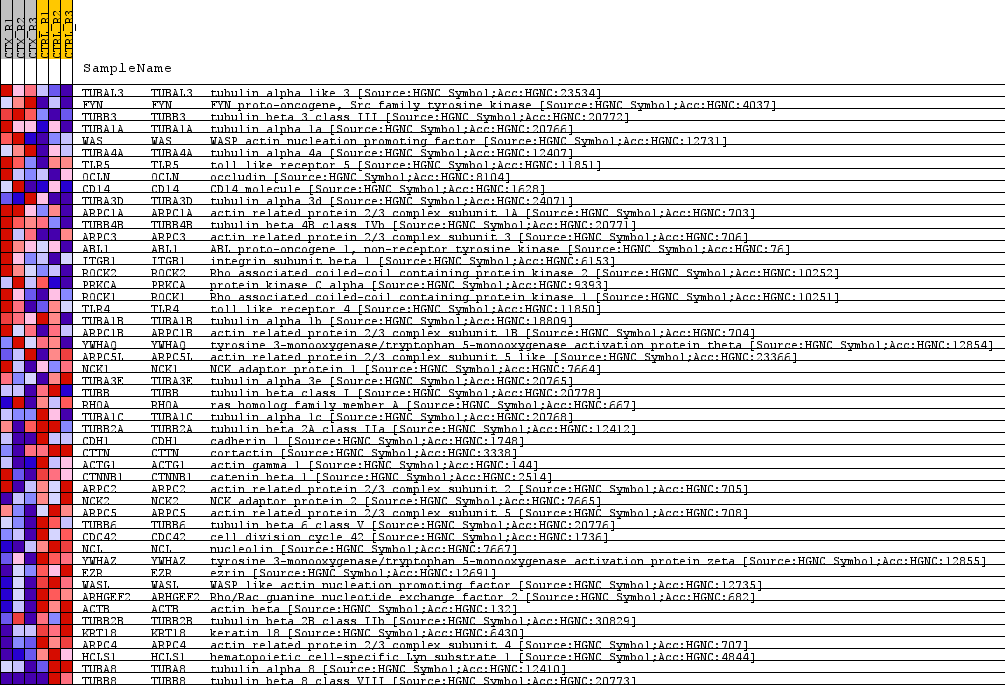 CTX_R1 CTX_R2 CTX_R3 CTRL_R1 CTRL_R2 CTRL_R3
SampleName
TUBAL3 TUBAL3 tubulin alpha like 3 [Source:HGNC Symbol;Acc:HGNC:23534]
FYN FYN FYN proto-oncogene, Src family tyrosine kinase [Source:HGNC Symbol;Acc:HGNC:4037]
TUBB3 TUBB3 tubulin beta 3 class III [Source:HGNC Symbol;Acc:HGNC:20772]
TUBA1A TUBA1A tubulin alpha 1a [Source:HGNC Symbol;Acc:HGNC:20766]
WAS WAS WASP actin nucleation promoting factor [Source:HGNC Symbol;Acc:HGNC:12731]
TUBA4A TUBA4A tubulin alpha 4a [Source:HGNC Symbol;Acc:HGNC:12407]
TLR5 TLR5 toll like receptor 5 [Source:HGNC Symbol;Acc:HGNC:11851]
OCLN OCLN occludin [Source:HGNC Symbol;Acc:HGNC:8104]
CD14 CD14 CD14 molecule [Source:HGNC Symbol;Acc:HGNC:1628]
TUBA3D TUBA3D tubulin alpha 3d [Source:HGNC Symbol;Acc:HGNC:24071]
ARPC1A ARPC1A actin related protein 2/3 complex subunit 1A [Source:HGNC Symbol;Acc:HGNC:703]
TUBB4B TUBB4B tubulin beta 4B class IVb [Source:HGNC Symbol;Acc:HGNC:20771]
ARPC3 ARPC3 actin related protein 2/3 complex subunit 3 [Source:HGNC Symbol;Acc:HGNC:706]
ABL1 ABL1 ABL proto-oncogene 1, non-receptor tyrosine kinase [Source:HGNC Symbol;Acc:HGNC:76]
ITGB1 ITGB1 integrin subunit beta 1 [Source:HGNC Symbol;Acc:HGNC:6153]
ROCK2 ROCK2 Rho associated coiled-coil containing protein kinase 2 [Source:HGNC Symbol;Acc:HGNC:10252]
PRKCA PRKCA protein kinase C alpha [Source:HGNC Symbol;Acc:HGNC:9393]
ROCK1 ROCK1 Rho associated coiled-coil containing protein kinase 1 [Source:HGNC Symbol;Acc:HGNC:10251]
TLR4 TLR4 toll like receptor 4 [Source:HGNC Symbol;Acc:HGNC:11850]
TUBA1B TUBA1B tubulin alpha 1b [Source:HGNC Symbol;Acc:HGNC:18809]
ARPC1B ARPC1B actin related protein 2/3 complex subunit 1B [Source:HGNC Symbol;Acc:HGNC:704]
YWHAQ YWHAQ tyrosine 3-monooxygenase/tryptophan 5-monooxygenase activation protein theta [Source:HGNC Symbol;Acc:HGNC:12854]
ARPC5L ARPC5L actin related protein 2/3 complex subunit 5 like [Source:HGNC Symbol;Acc:HGNC:23366]
NCK1 NCK1 NCK adaptor protein 1 [Source:HGNC Symbol;Acc:HGNC:7664]
TUBA3E TUBA3E tubulin alpha 3e [Source:HGNC Symbol;Acc:HGNC:20765]
TUBB TUBB tubulin beta class I [Source:HGNC Symbol;Acc:HGNC:20778]
RHOA RHOA ras homolog family member A [Source:HGNC Symbol;Acc:HGNC:667]
TUBA1C TUBA1C tubulin alpha 1c [Source:HGNC Symbol;Acc:HGNC:20768]
TUBB2A TUBB2A tubulin beta 2A class IIa [Source:HGNC Symbol;Acc:HGNC:12412]
CDH1 CDH1 cadherin 1 [Source:HGNC Symbol;Acc:HGNC:1748]
CTTN CTTN cortactin [Source:HGNC Symbol;Acc:HGNC:3338]
ACTG1 ACTG1 actin gamma 1 [Source:HGNC Symbol;Acc:HGNC:144]
CTNNB1 CTNNB1 catenin beta 1 [Source:HGNC Symbol;Acc:HGNC:2514]
ARPC2 ARPC2 actin related protein 2/3 complex subunit 2 [Source:HGNC Symbol;Acc:HGNC:705]
NCK2 NCK2 NCK adaptor protein 2 [Source:HGNC Symbol;Acc:HGNC:7665]
ARPC5 ARPC5 actin related protein 2/3 complex subunit 5 [Source:HGNC Symbol;Acc:HGNC:708]
TUBB6 TUBB6 tubulin beta 6 class V [Source:HGNC Symbol;Acc:HGNC:20776]
CDC42 CDC42 cell division cycle 42 [Source:HGNC Symbol;Acc:HGNC:1736]
NCL NCL nucleolin [Source:HGNC Symbol;Acc:HGNC:7667]
YWHAZ YWHAZ tyrosine 3-monooxygenase/tryptophan 5-monooxygenase activation protein zeta [Source:HGNC Symbol;Acc:HGNC:12855]
EZR EZR ezrin [Source:HGNC Symbol;Acc:HGNC:12691]
WASL WASL WASP like actin nucleation promoting factor [Source:HGNC Symbol;Acc:HGNC:12735]
ARHGEF2 ARHGEF2 Rho/Rac guanine nucleotide exchange factor 2 [Source:HGNC Symbol;Acc:HGNC:682]
ACTB ACTB actin beta [Source:HGNC Symbol;Acc:HGNC:132]
TUBB2B TUBB2B tubulin beta 2B class IIb [Source:HGNC Symbol;Acc:HGNC:30829]
KRT18 KRT18 keratin 18 [Source:HGNC Symbol;Acc:HGNC:6430]
ARPC4 ARPC4 actin related protein 2/3 complex subunit 4 [Source:HGNC Symbol;Acc:HGNC:707]
HCLS1 HCLS1 hematopoietic cell-specific Lyn substrate 1 [Source:HGNC Symbol;Acc:HGNC:4844]
TUBA8 TUBA8 tubulin alpha 8 [Source:HGNC Symbol;Acc:HGNC:12410]
TUBB8 TUBB8 tubulin beta 8 class VIII [Source:HGNC Symbol;Acc:HGNC:20773]